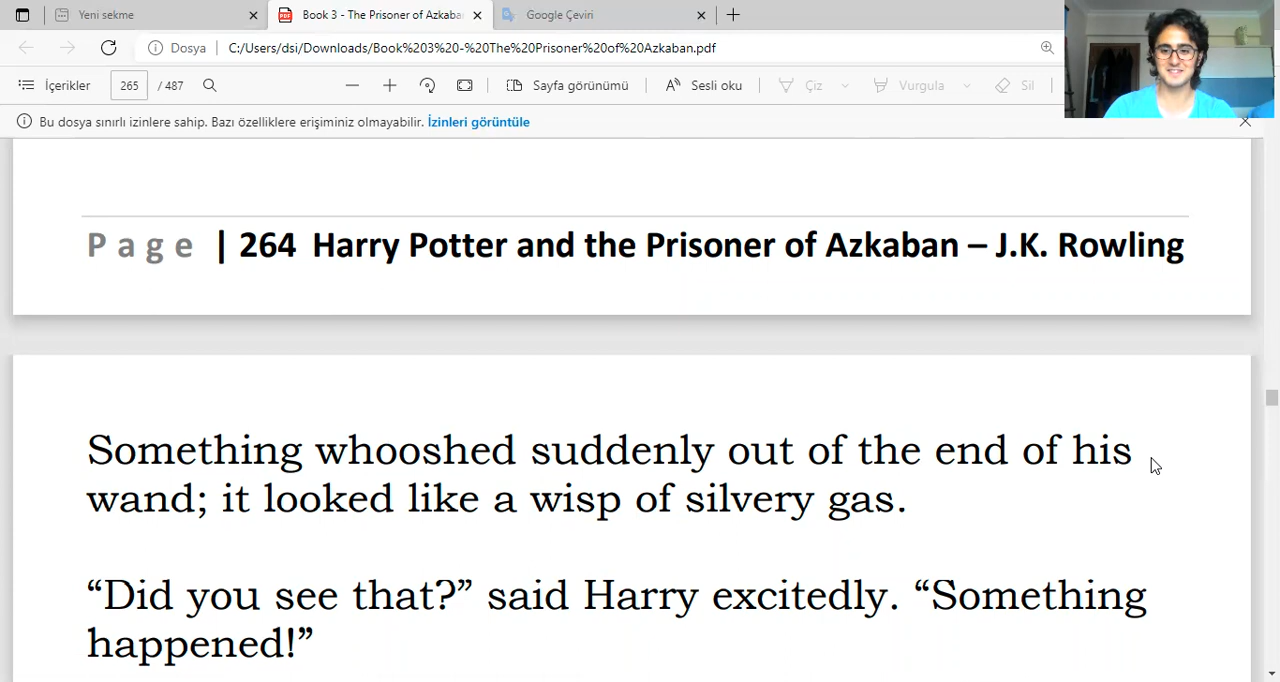 Yeni sekme
Book 3 - The Prisoner of Azkaba
Google Çeviri
Dosya
C:/Users/dsi/Downloads/Book%203%20-%20The%20Prisoner%20of%20Azkaban.pdf
İçerikler 265 / 487 Sayfa görünümü Sesli oku Çiz Vurgula Sil
Bu dosya sınırlı izinlere sahip. Bazı özelliklere erişiminiz olmayabilir. İzinleri görüntüle
Page | 264 Harry Potter and the Prisoner of Azkaban – J.K. Rowling
Something whooshed suddenly out of the end of his
wand; it looked like a wisp of silvery gas.
“Did you see that?” said Harry excitedly. “Something
happened!”